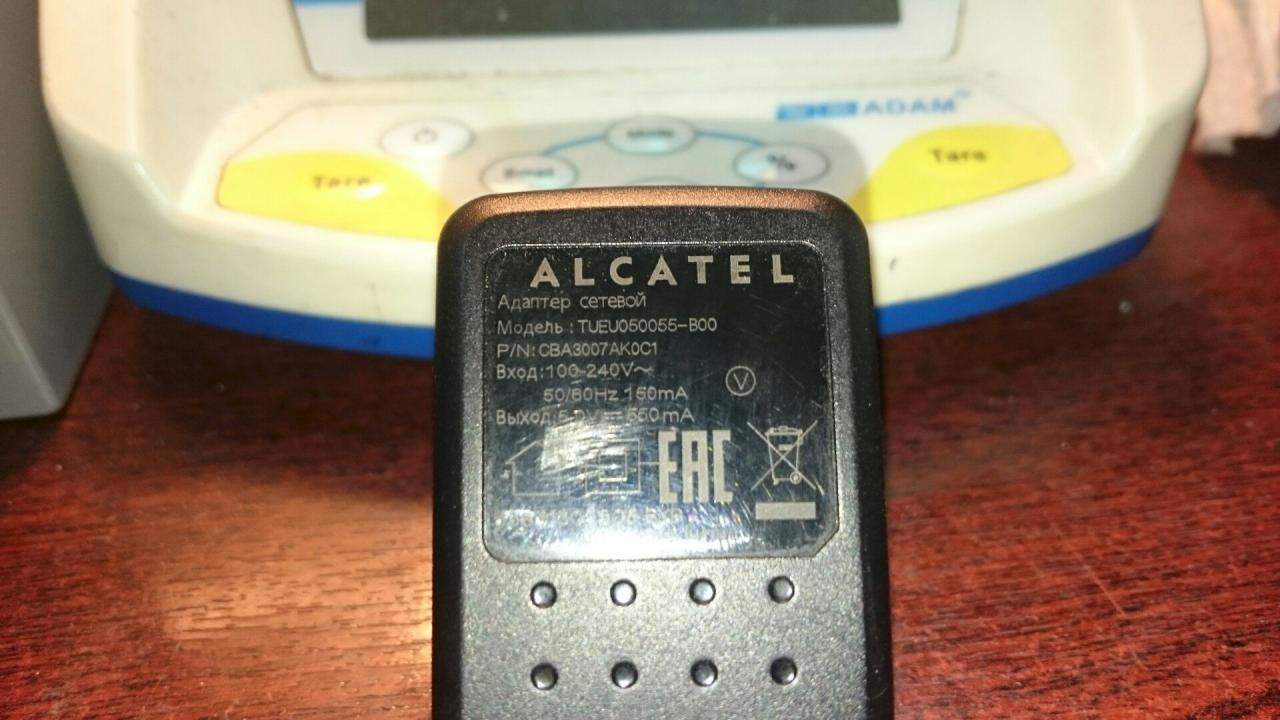 ADAM
Tare
Tare
ALCATEL
Адаптер сетевой
Модель : TUEU050055-B00
P/N: CBA3007AK0C1
Вход:100-240V~
50/60Hz 150mA
V
Выход:5.0V 550mA
EAC